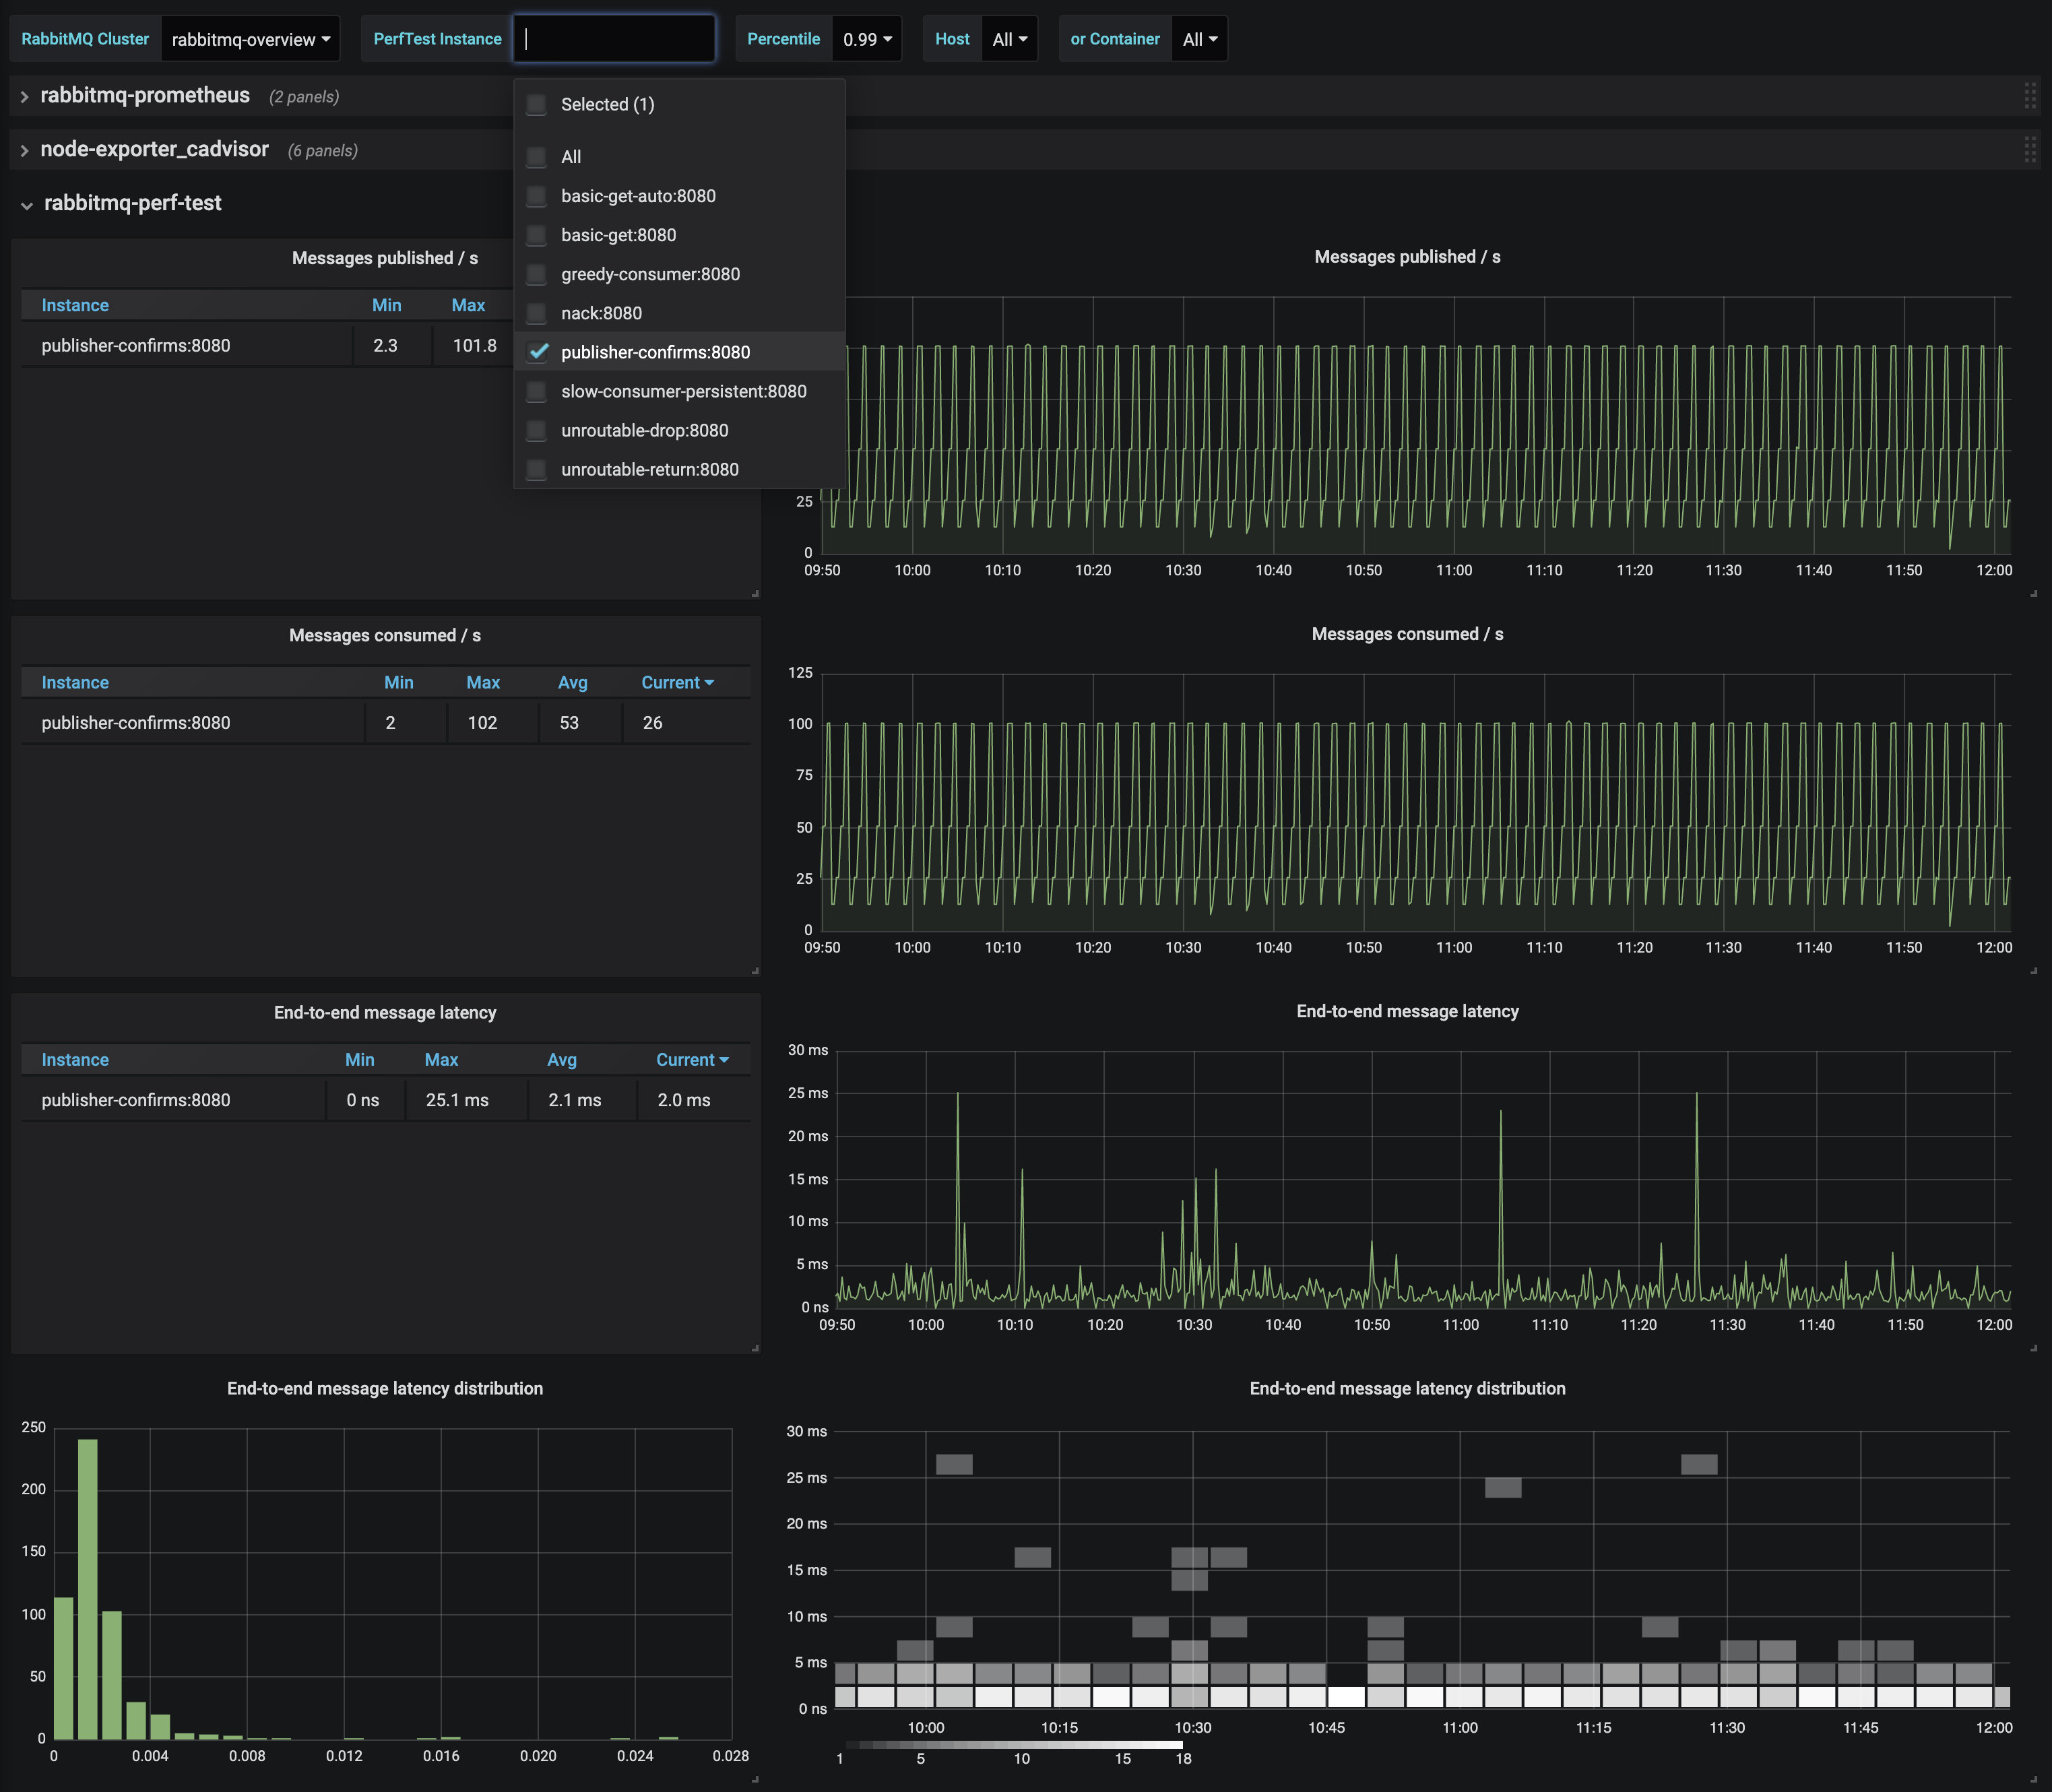 RabbitMQ Cluster rabbitmq-overview PerfTest Instance Percentile 0.99 Host All or Container All
rabbitmq-prometheus (2 panels)
node-exporter_cadvisor (6 panels)
rabbitmq-perf-test
Selected (1)
All
basic-get-auto:8080
basic-get:8080
greedy-consumer:8080
nack:8080
publisher-confirms:8080
slow-consumer-persistent:8080
unroutable-drop:8080
unroutable-return:8080
Messages published / s
Instance Min Max
publisher-confirms:8080 2.3 101.8
Messages published / s
25
0
09:50 10:00 10:10 10:20 10:30 10:40 10:50 11:00 11:10 11:20 11:30 11:40 11:50 12:00
Messages consumed / s
Instance Min Max Avg Current
publisher-confirms:8080 2 102 53 26
Messages consumed / s
125
100
75
50
25
0
09:50 10:00 10:10 10:20 10:30 10:40 10:50 11:00 11:10 11:20 11:30 11:40 11:50 12:00
End-to-end message latency
Instance Min Max Avg Current
publisher-confirms:8080 0 ns 25.1 ms 2.1 ms 2.0 ms
End-to-end message latency
30 ms
25 ms
20 ms
15 ms
10 ms
5 ms
0 ns
09:50 10:00 10:10 10:20 10:30 10:40 10:50 11:00 11:10 11:20 11:30 11:40 11:50 12:00
End-to-end message latency distribution
250
200
150
100
50
0
0 0.004 0.008 0.012 0.016 0.020 0.024 0.028
End-to-end message latency distribution
30 ms
25 ms
20 ms
15 ms
10 ms
5 ms
0 ns
10:00 10:15 10:30 10:45 11:00 11:15 11:30 11:45 12:00
1 5 10 15 18